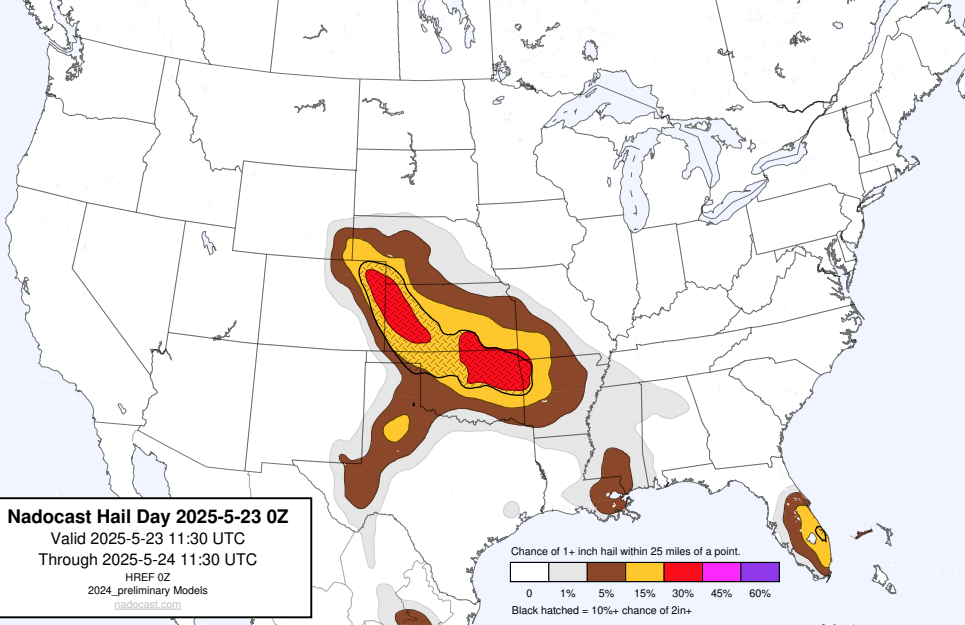 Nadocast Hail Day 2025-5-23 0Z
Valid 2025-5-23 11:30 UTC
Through 2025-5-24 11:30 UTC
HREF 0Z
2024_preliminary Models
nadocast.com
Chance of 1+ inch hail within 25 miles of a point.
0 1% 5% 15% 30% 45% 60%
Black hatched = 10%+ chance of 2in+